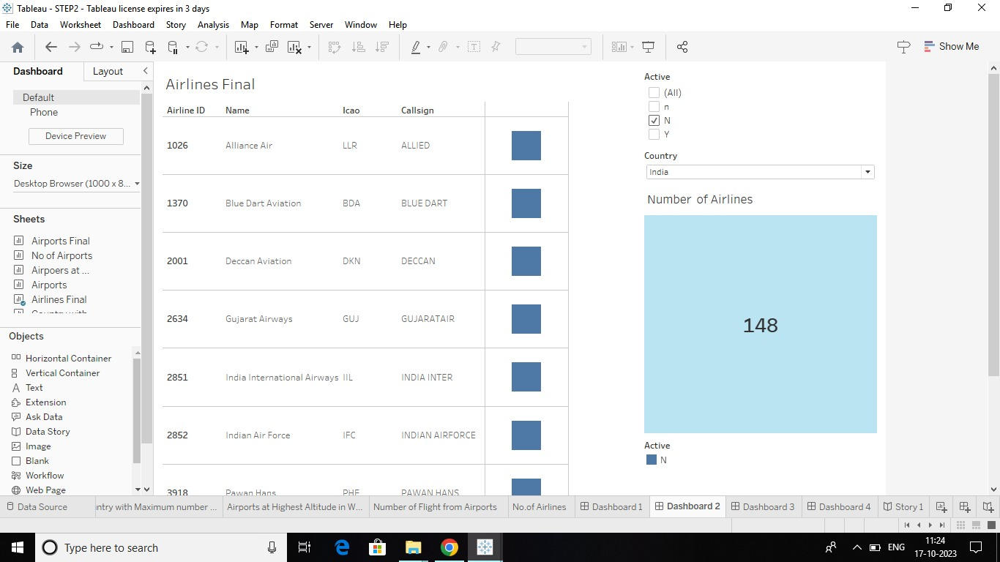 Tableau - STEP2 - Tableau license expires in 3 days
File Data Worksheet Dashboard Story Analysis Map Format Server Window Help
Show Me
Dashboard Layout
Default
Phone
Device Preview
Size
Desktop Browser (1000 x 8...
Sheets
Airports Final
No of Airports
Airpoers at ...
Airports
Airlines Final
Country with
Objects
Horizontal Container
Vertical Container
Text
Extension
Ask Data
Data Story
Image
Blank
Workflow
Web Page
Airlines Final
Airline ID Name Icao Callsign
1026 Alliance Air LLR ALLIED
1370 Blue Dart Aviation BDA BLUE DART
2001 Deccan Aviation DKN DECCAN
2634 Gujarat Airways GUJ GUJARATAIR
2851 India International Airways IIL INDIA INTER
2852 Indian Air Force IFC INDIAN AIRFORCE
3918 Pawan Hans PHE PAWAN HANS
Active
(All)
n
N
Y
Country
India
Number of Airlines
148
Active
N
Data Source ntry with Maximum number ... Airports at Highest Altitude in W... Number of Flight from Airports No.of Airlines Dashboard 1 Dashboard 2 Dashboard 3 Dashboard 4 Story 1
Type here to search
ENG
11:24
17-10-2023